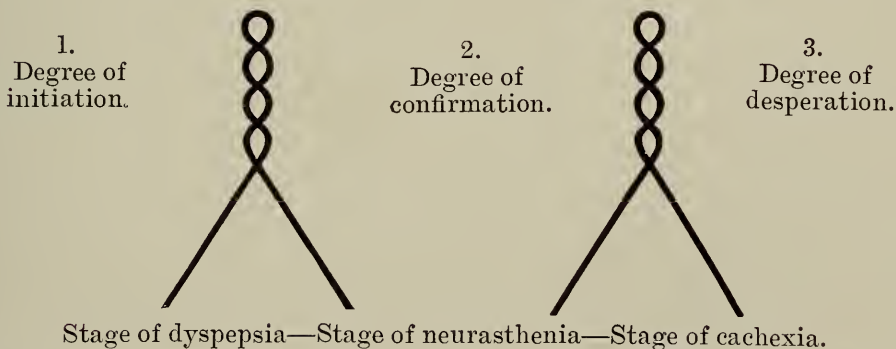 1.
Degree of
initiation.
2.
Degree of
confirmation.
3.
Degree of
desperation.
Stage of dyspepsia—Stage of neurasthenia—Stage of cachexia.